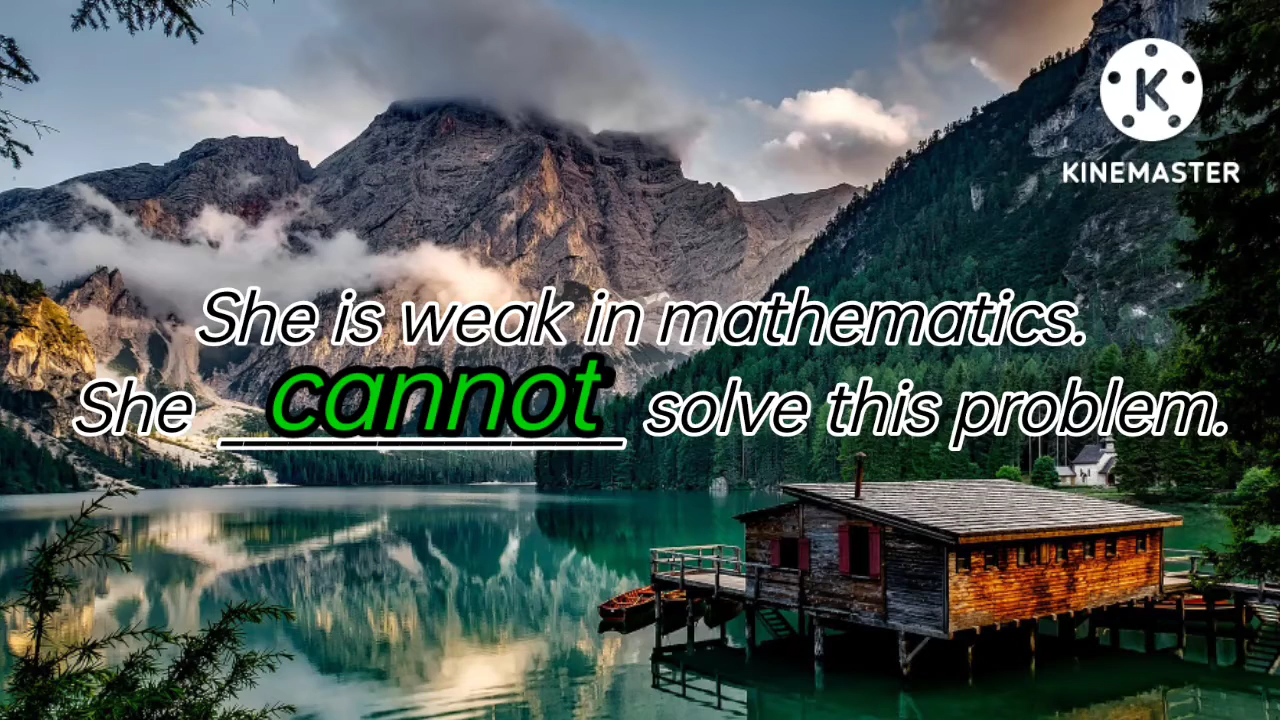 KINEMASTER
She is weak in mathematics.
She cannot solve this problem.